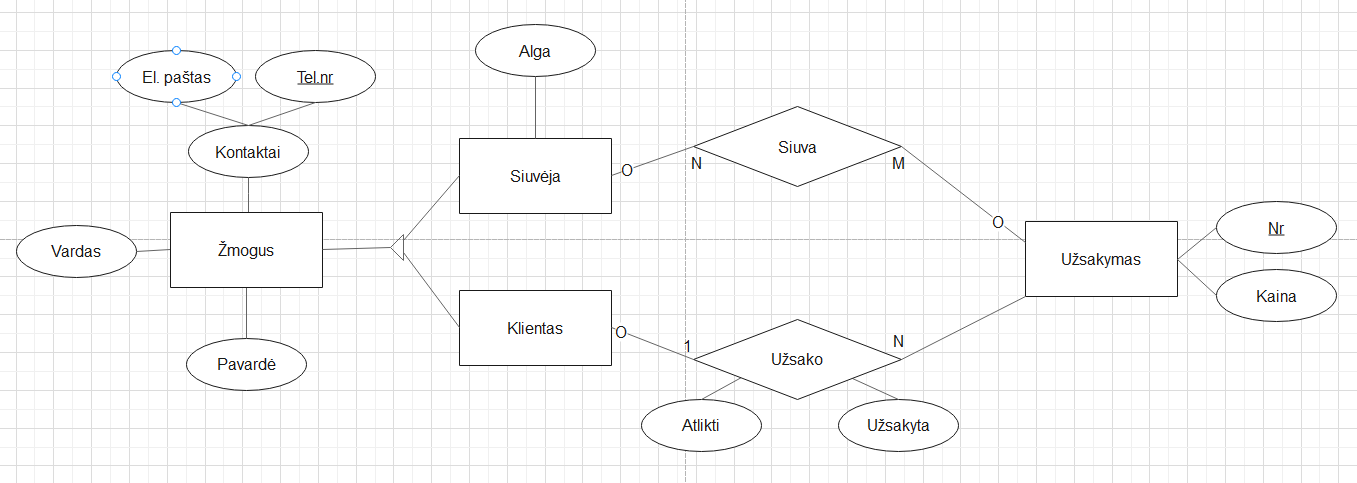 Alga
El. paštas
Tel.nr
Kontaktai
Siuvėja
O
N
Siuva
M
O
Vardas
Žmogus
Užsakymas
Nr
Kaina
Klientas
O
1
Užsako
N
Pavardė
Atlikti
Užsakyta